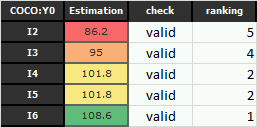 COCO:Y0 Estimation check ranking
I2 86.2 valid 5
I3 95 valid 4
I4 101.8 valid 2
I5 101.8 valid 2
I6 108.6 valid 1